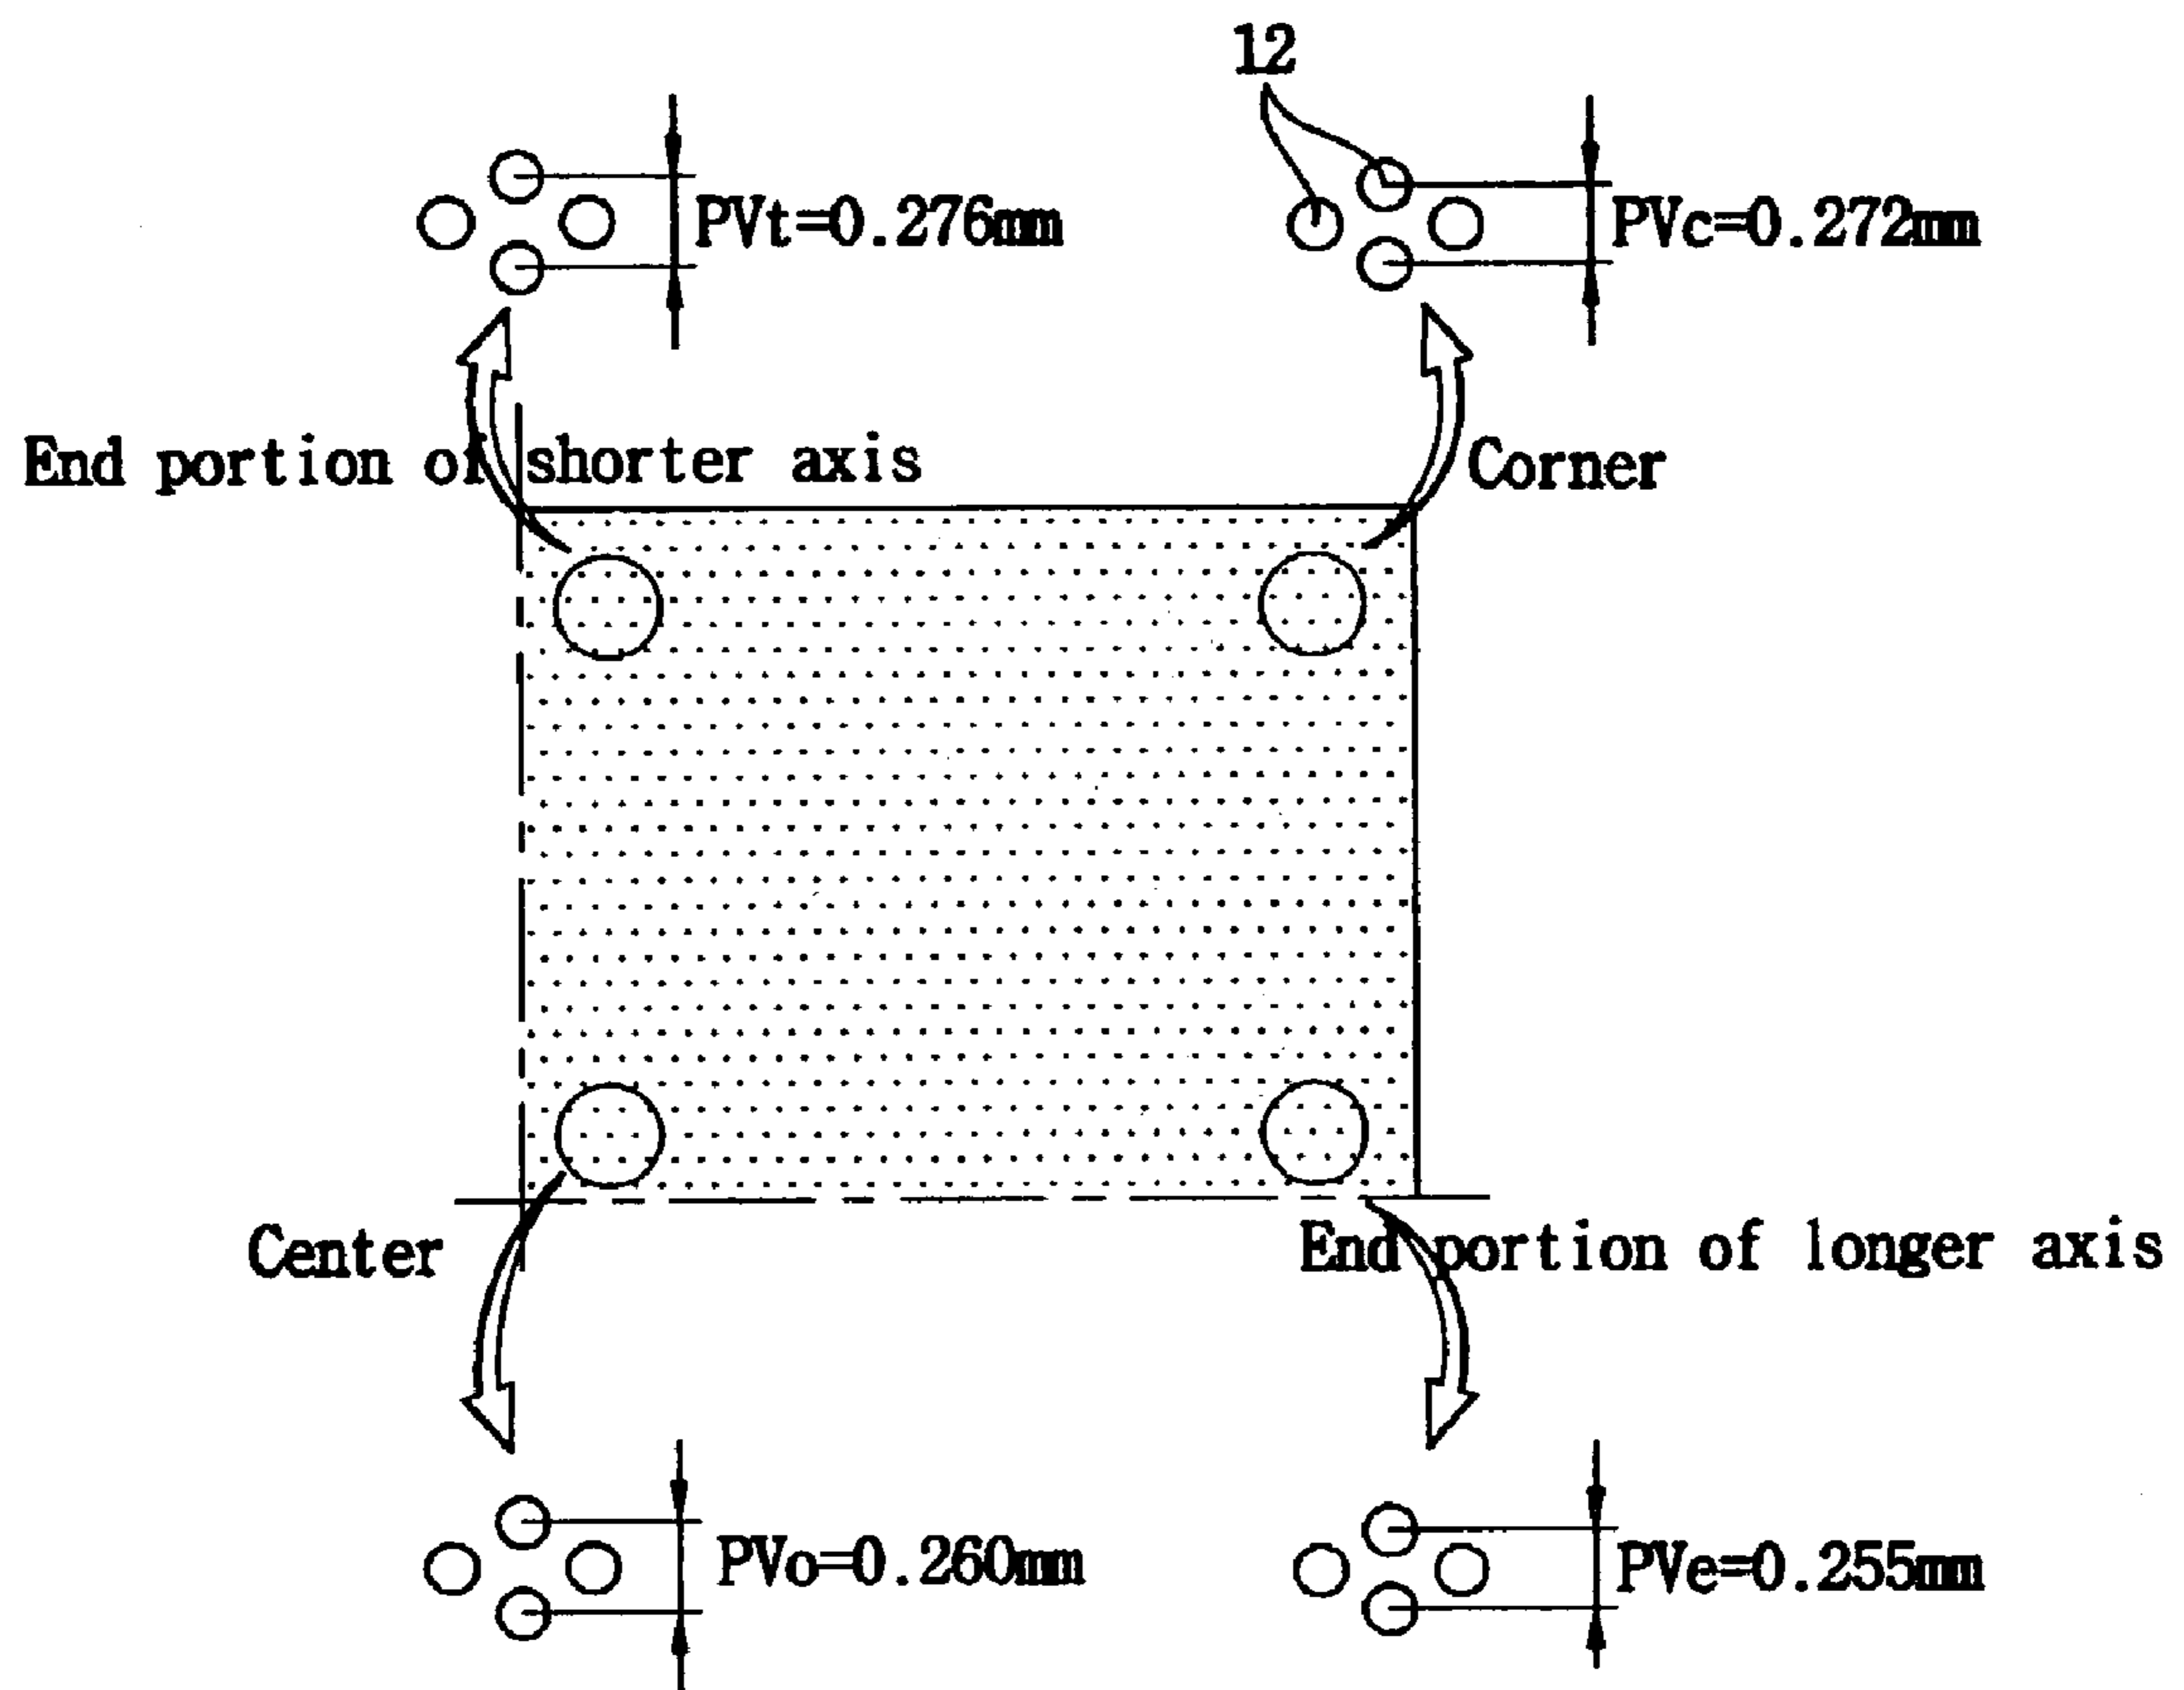 12
PVt=0.276mm
PVc=0.272mm
End portion of shorter axis
Corner
Center
End portion of longer axis
PVo=0.260mm
PVe=0.255mm